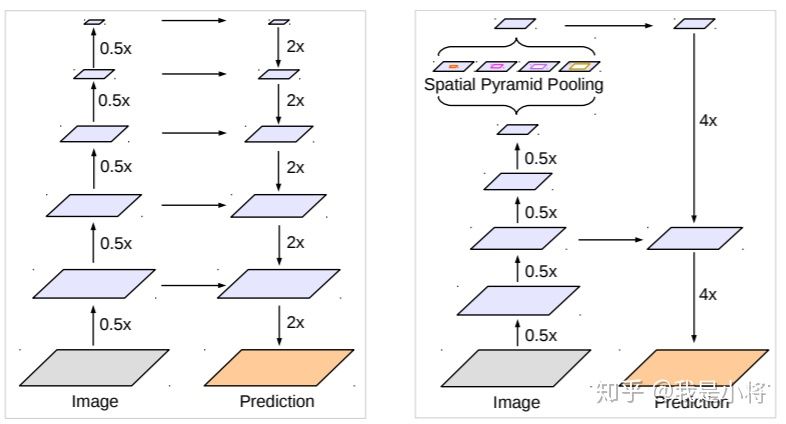 0.5x
2x
0.5x
2x
0.5x
2x
0.5x
2x
0.5x
2x
Image
Prediction
Spatial Pyramid Pooling
0.5x
4x
0.5x
0.5x
4x
0.5x
Image
Prediction
知乎 @我是小将